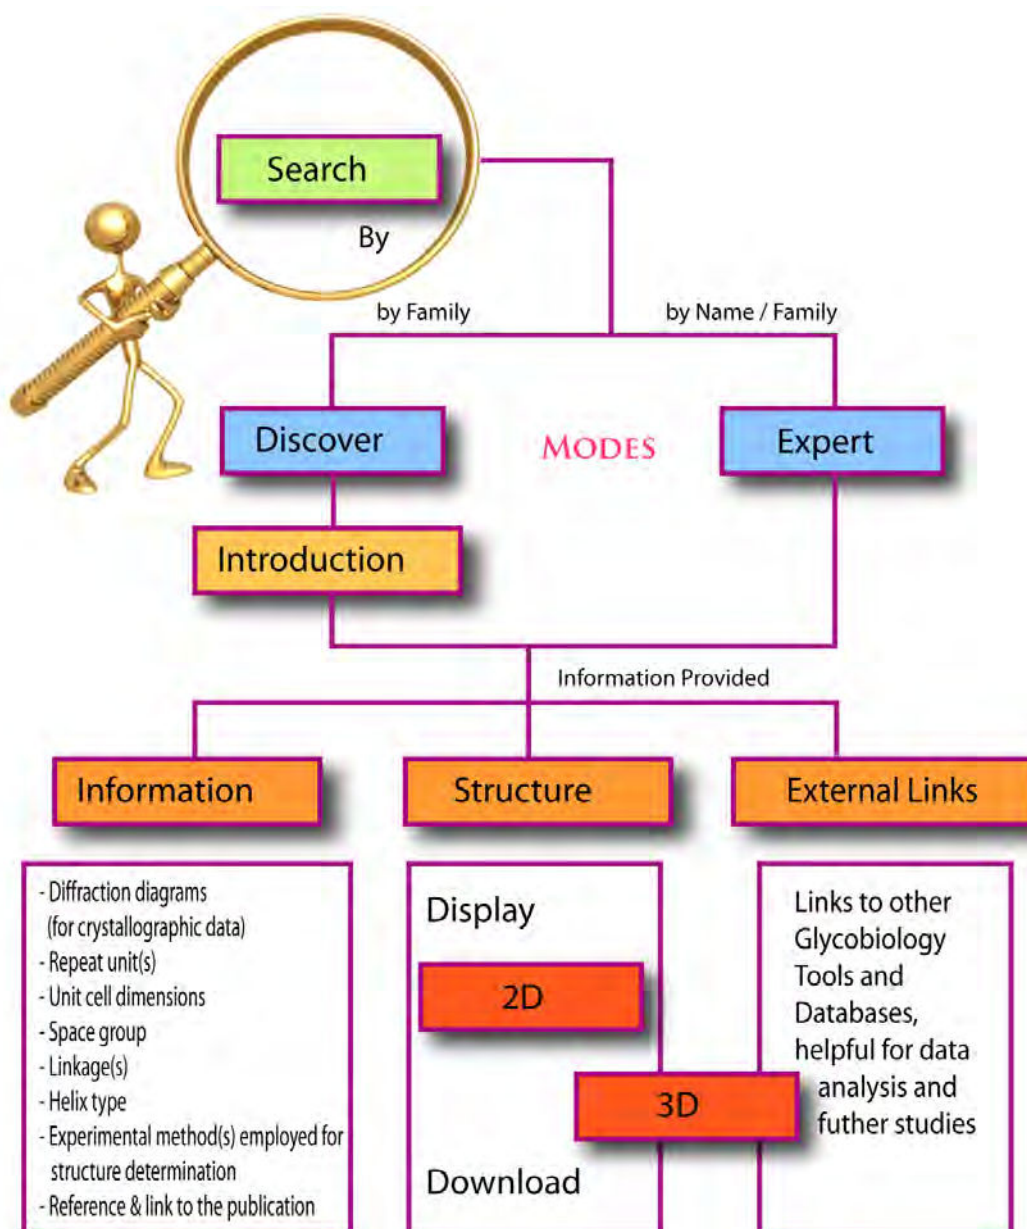 Search
By
by Family
by Name / Family
Discover
MODES
Expert
Introduction
Information Provided
Information
Structure
External Links
- Diffraction diagrams
(for crystallographic data)
- Repeat unit(s)
- Unit cell dimensions
- Space group
- Linkage(s)
- Helix type
- Experimental method(s) employed for
structure determination
- Reference & link to the publication
Display
2D
3D
Download
Links to other
Glycobiology
Tools and
Databases,
helpful for data
analysis and
futher studies